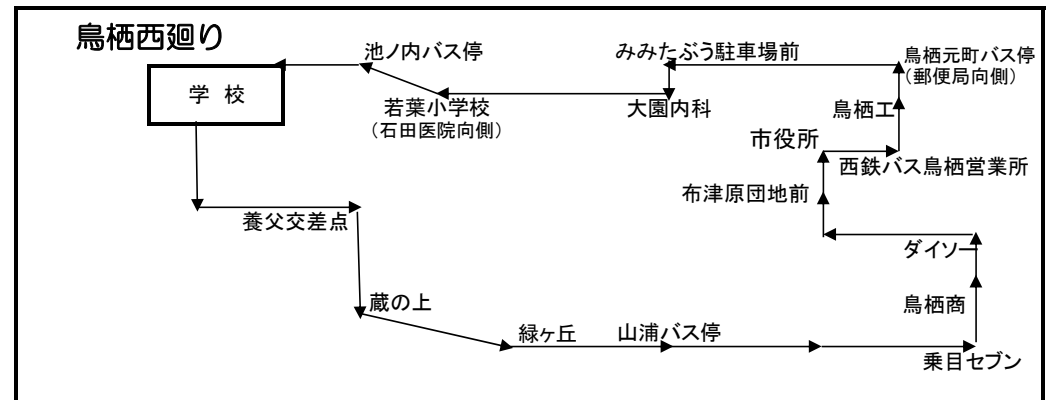 鳥栖西廻り
池ノ内バス停
みみたぶう駐車場前
鳥栖元町バス停
（郵便局向側）
学校
若葉小学校
（石田医院向側）
大園内科
鳥栖工
市役所
西鉄バス鳥栖営業所
布津原団地前
養父交差点
ダイソー
蔵の上
鳥栖商
緑ヶ丘
山浦バス停
乗目セブン